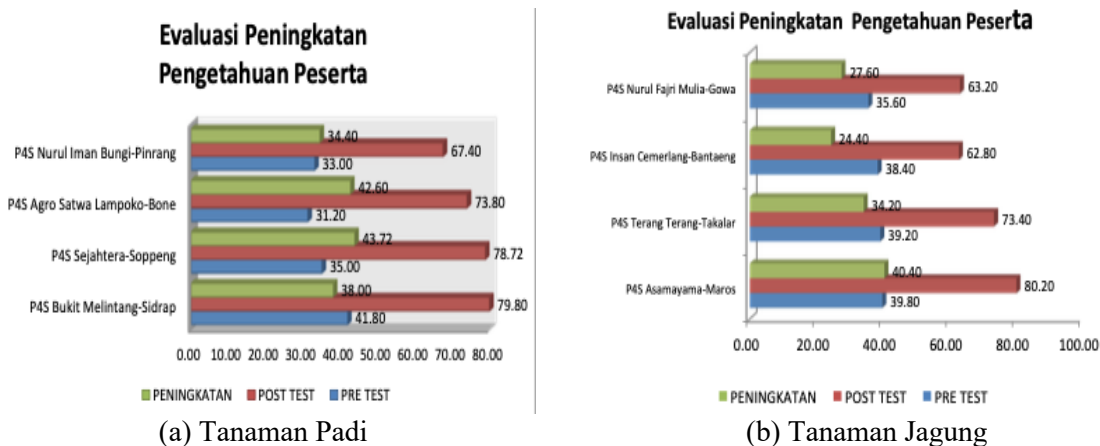 Evaluasi Peningkatan
Pengetahuan Peserta
P4S Nurul Iman Bungi-Pinrang
34.40
67.40
33.00
P4S Agro Satwa Lampoko-Bone
42.60
73.80
31.20
P4S Sejahtera-Soppeng
43.72
78.72
35.00
P4S Bukit Melintang-Sidrap
38.00
79.80
41.80
0.00 10.00 20.00 30.00 40.00 50.00 60.00 70.00 80.00
PENINGKATAN POST TEST PRE TEST
(a) Tanaman Padi
Evaluasi Peningkatan Pengetahuan Peserta
P4S Nurul Fajri Mulia-Gowa
27.60
63.20
35.60
P4S Insan Cemerlang-Bantaeng
24.40
62.80
38.40
P4S Terang Terang-Takalar
34.20
73.40
39.20
P4S Asamayama-Maros
40.40
80.20
39.80
0.00 20.00 40.00 60.00 80.00 100.00
PENINGKATAN POST TEST PRE TEST
(b) Tanaman Jagung